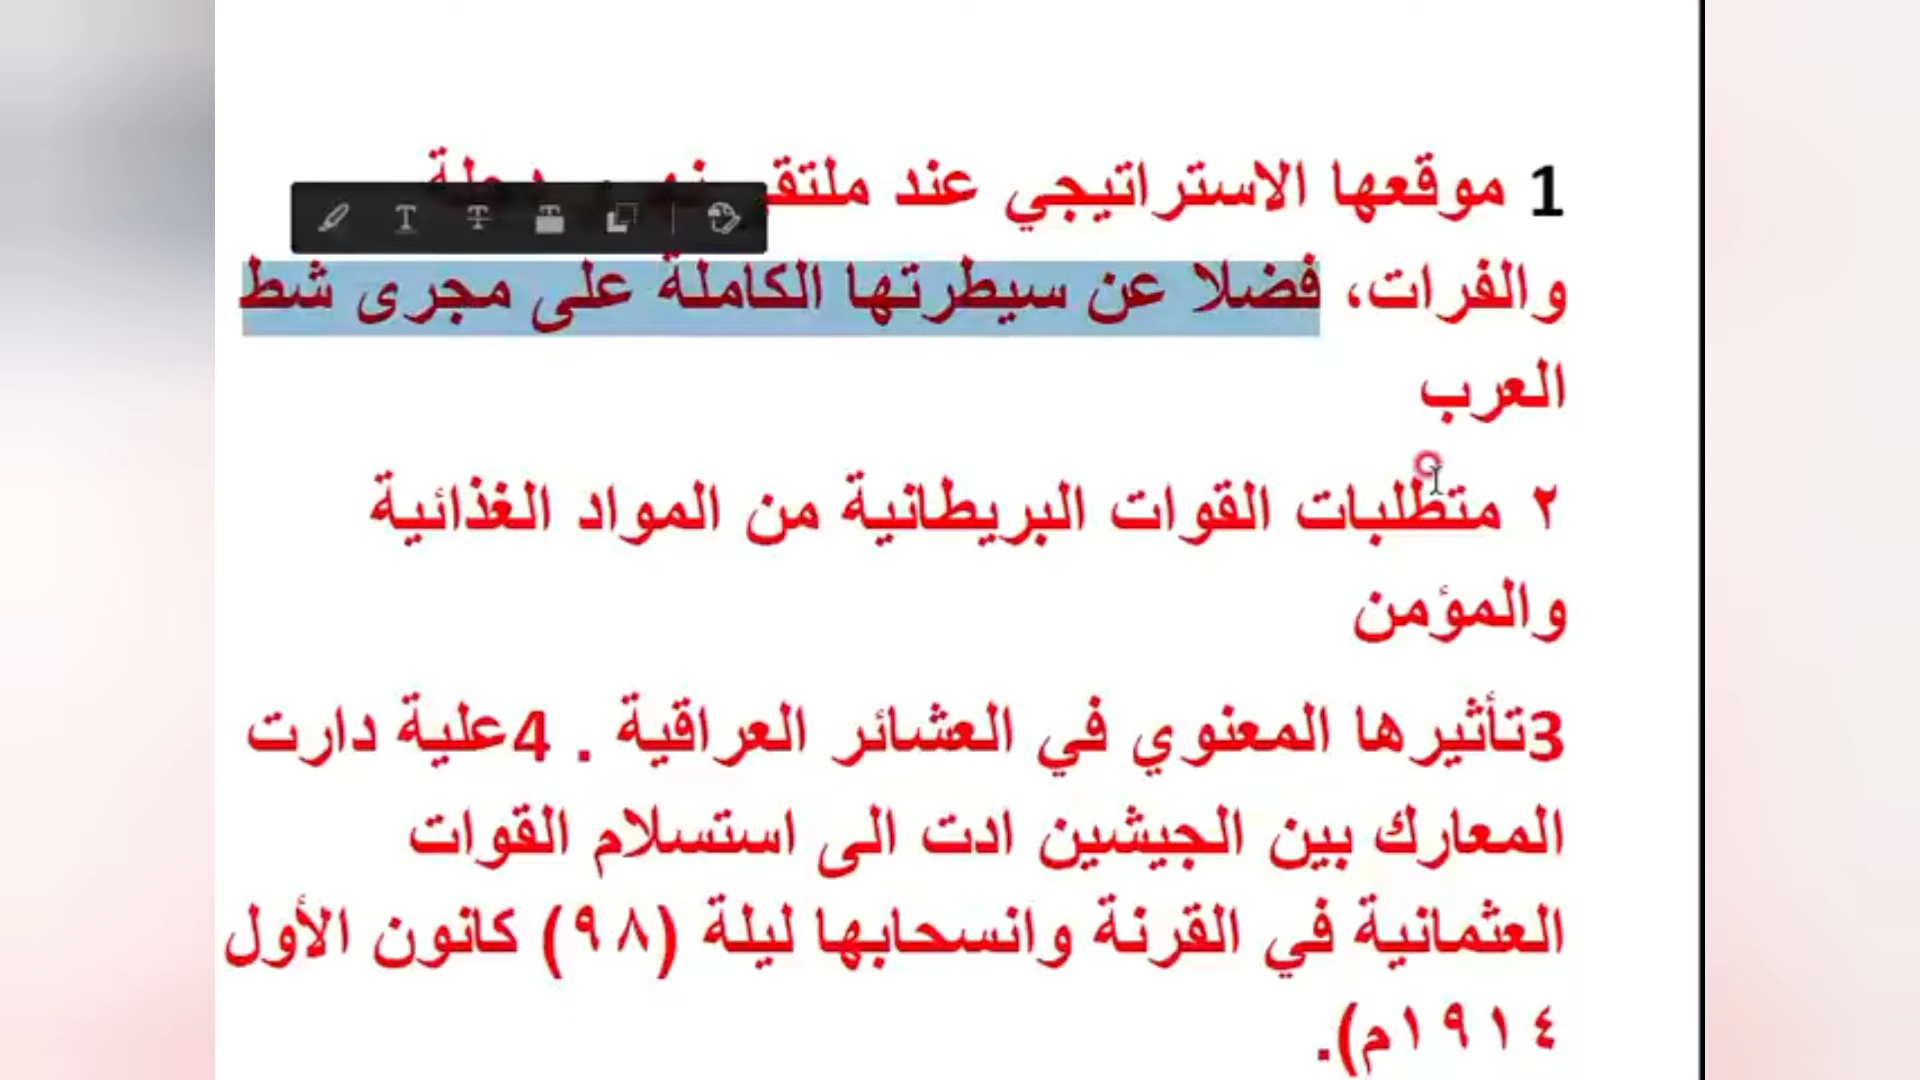 1 موقعها الاستراتيجي عند ملتقى دجلة
والفرات، فضلا عن سيطرتها الكاملة على مجرى شط
العرب
٢ متطلبات القوات البريطانية من المواد الغذائية
والمؤمن
3تأثيرها المعنوي في العشائر العراقية . 4علية دارت
المعارك بين الجيشين ادت الى استسلام القوات
العثمانية في القرنة وانسحابها ليلة (٩٨) كانون الأول
١٩١٤م).